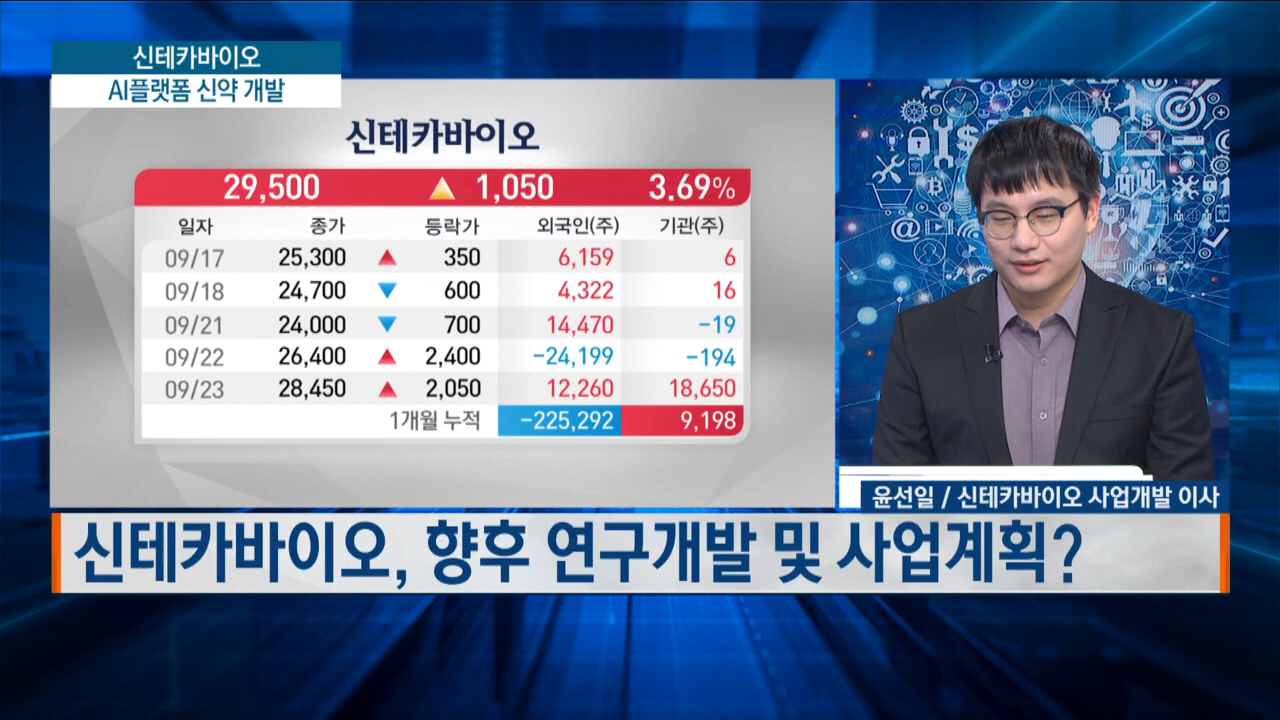 신테카바이오
AI플랫폼 신약 개발
신테카바이오
29,500 ▲ 1,050 3.69%
일자 종가 등락가 외국인(주) 기관(주)
09/17 25,300 ▲ 350 6,159 6
09/18 24,700 ▼ 600 4,322 16
09/21 24,000 ▼ 700 14,470 -19
09/22 26,400 ▲ 2,400 -24,199 -194
09/23 28,450 ▲ 2,050 12,260 18,650
1개월 누적 -225,292 9,198
윤선일 / 신테카바이오 사업개발 이사
신테카바이오, 향후 연구개발 및 사업계획?